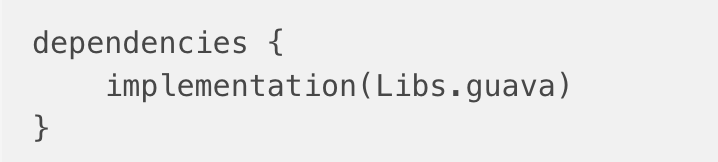 dependencies {
    implementation(Libs.guava)
}